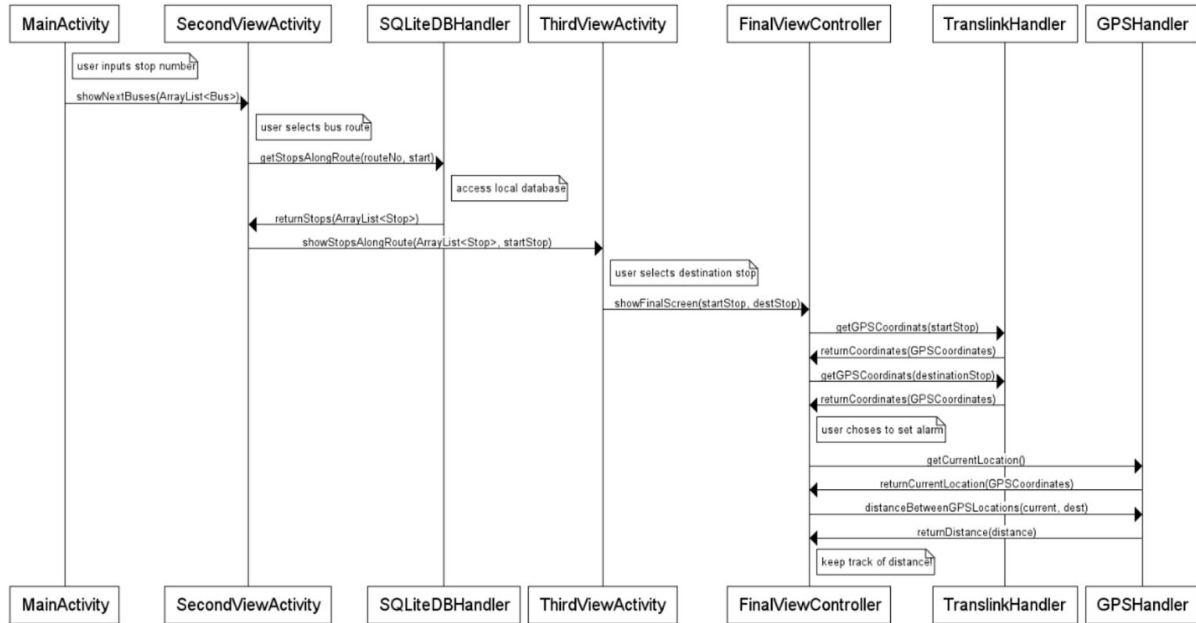 MainActivity SecondViewActivity SQLiteDBHandler ThirdViewActivity FinalViewController TranslinkHandler GPSHandler
user inputs stop number
showNextBuses(ArrayList<Bus>)
user selects bus route
getStopsAlongRoute(routeNo, start)
access local database
returnStops(ArrayList<Stop>)
showStopsAlongRoute(ArrayList<Stop>, startStop)
user selects destination stop
showFinalScreen(startStop, destStop)
getGPSCoordinats(startStop)
returnCoordinates(GPSCoordinates)
getGPSCoordinats(destinationStop)
returnCoordinates(GPSCoordinates)
user choses to set alarm
getCurrentLocation()
returnCurrentLocation(GPSCoordinates)
distanceBetweenGPSLocations(current, dest)
returnDistance(distance)
keep track of distance!
MainActivity SecondViewActivity SQLiteDBHandler ThirdViewActivity FinalViewController TranslinkHandler GPSHandler